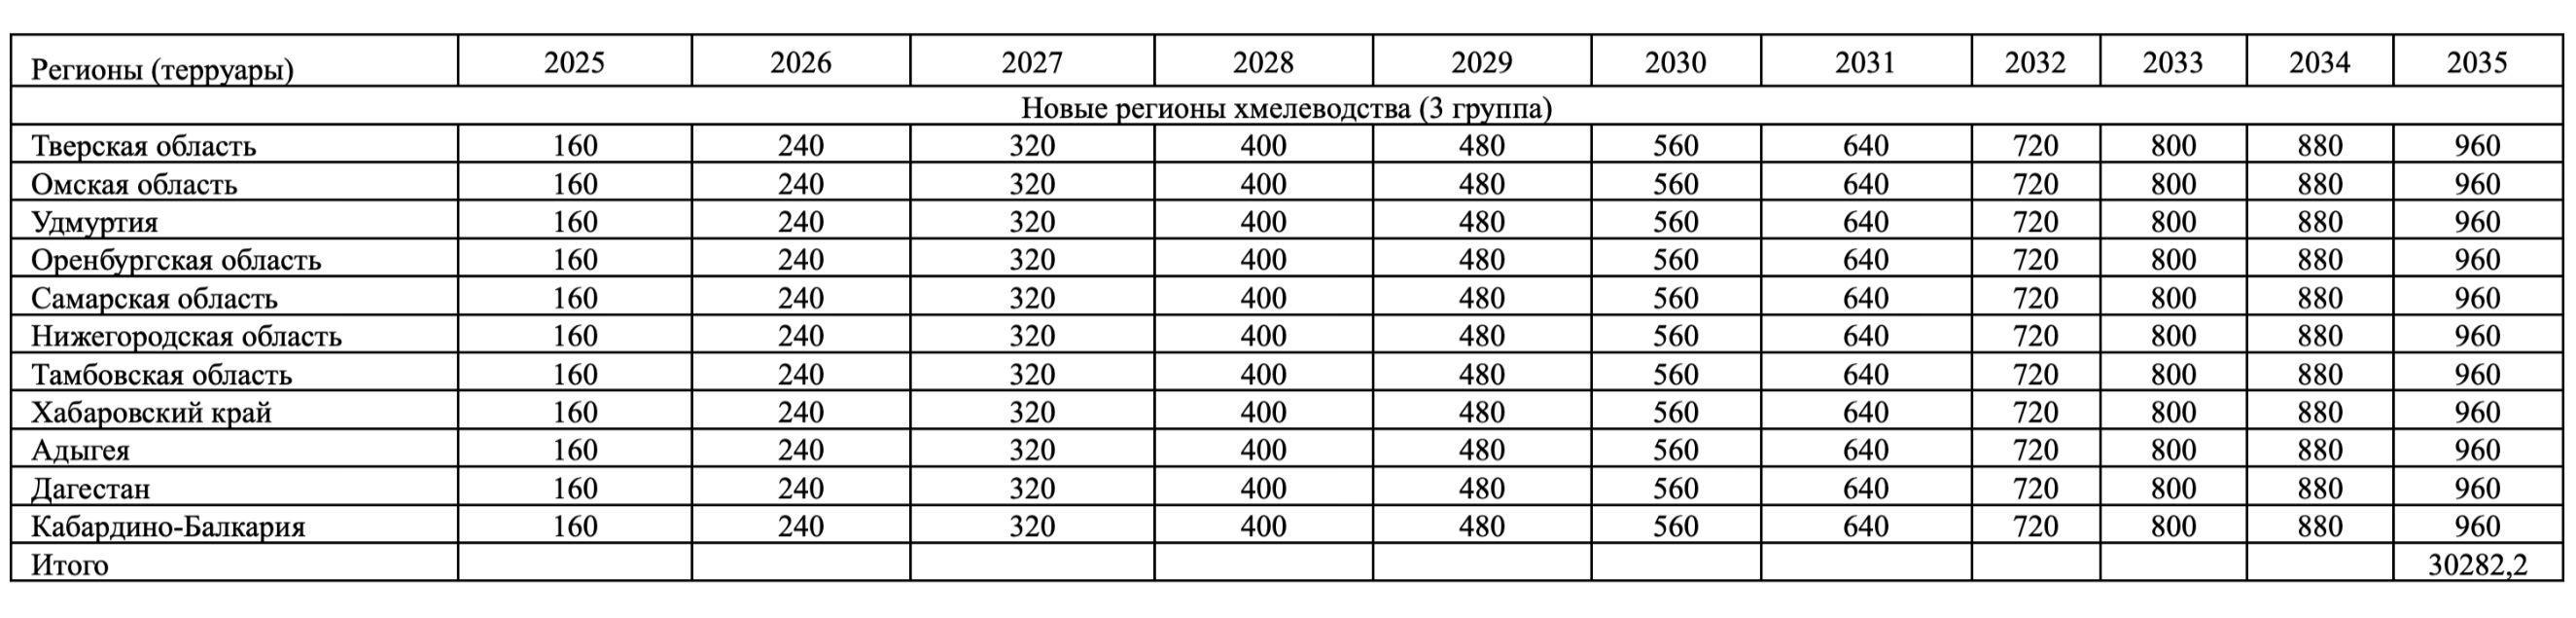 Регионы (терруары) 2025 2026 2027 2028 2029 2030 2031 2032 2033 2034 2035
Новые регионы хмелеводства (3 группа)
Тверская область 160 240 320 400 480 560 640 720 800 880 960
Омская область 160 240 320 400 480 560 640 720 800 880 960
Удмуртия 160 240 320 400 480 560 640 720 800 880 960
Оренбургская область 160 240 320 400 480 560 640 720 800 880 960
Самарская область 160 240 320 400 480 560 640 720 800 880 960
Нижегородская область 160 240 320 400 480 560 640 720 800 880 960
Тамбовская область 160 240 320 400 480 560 640 720 800 880 960
Хабаровский край 160 240 320 400 480 560 640 720 800 880 960
Адыгея 160 240 320 400 480 560 640 720 800 880 960
Дагестан 160 240 320 400 480 560 640 720 800 880 960
Кабардино-Балкария 160 240 320 400 480 560 640 720 800 880 960
Итого 30282,2